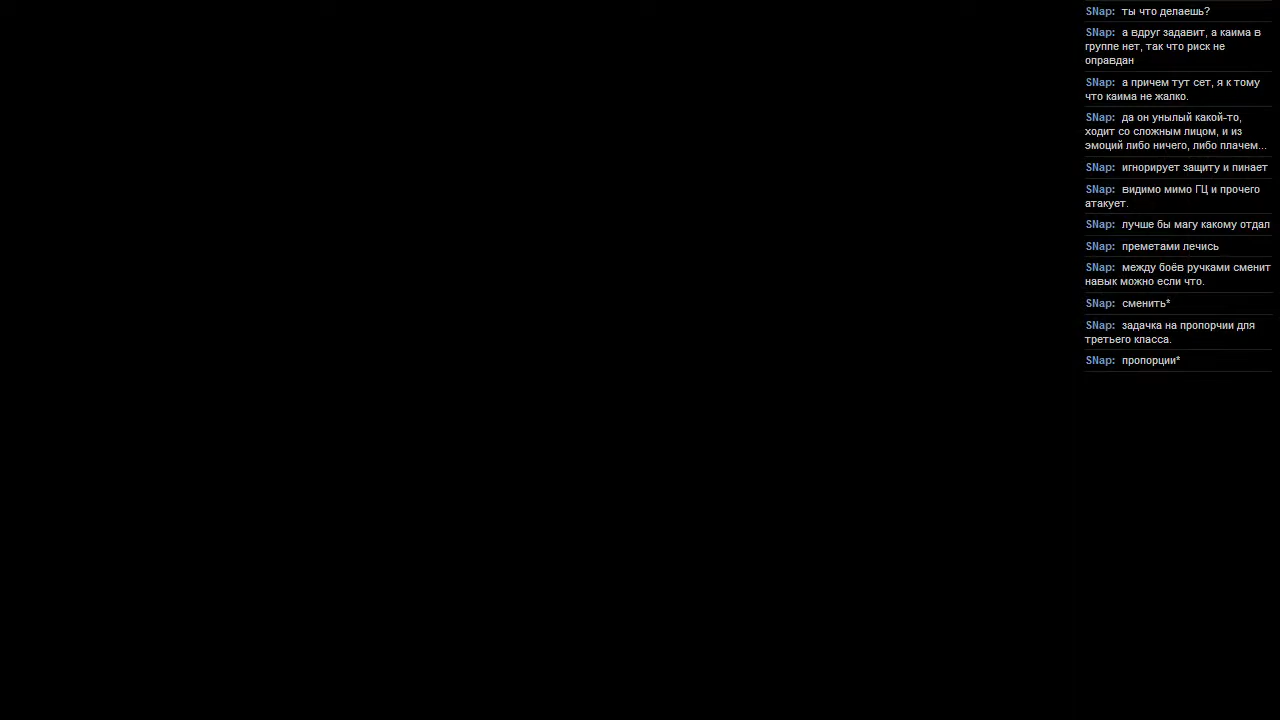 SNap: ты что делаешь?
SNap: а вдруг задавит, а каима в
группе нет, так что риск не
оправдан
SNap: а причем тут сет, я к тому
что каима не жалко.
SNap: да он унылый какой-то,
ходит со сложным лицом, и из
эмоций либо ничего, либо плачем...
SNap: игнорирует защиту и пинает
SNap: видимо мимо ГЦ и прочего
атакует.
SNap: лучше бы магу какому отдал
SNap: преметами лечись
SNap: между боёв ручками сменит
навык можно если что.
SNap: сменить*
SNap: задачка на пропорчии для
третьего класса.
SNap: пропорции*